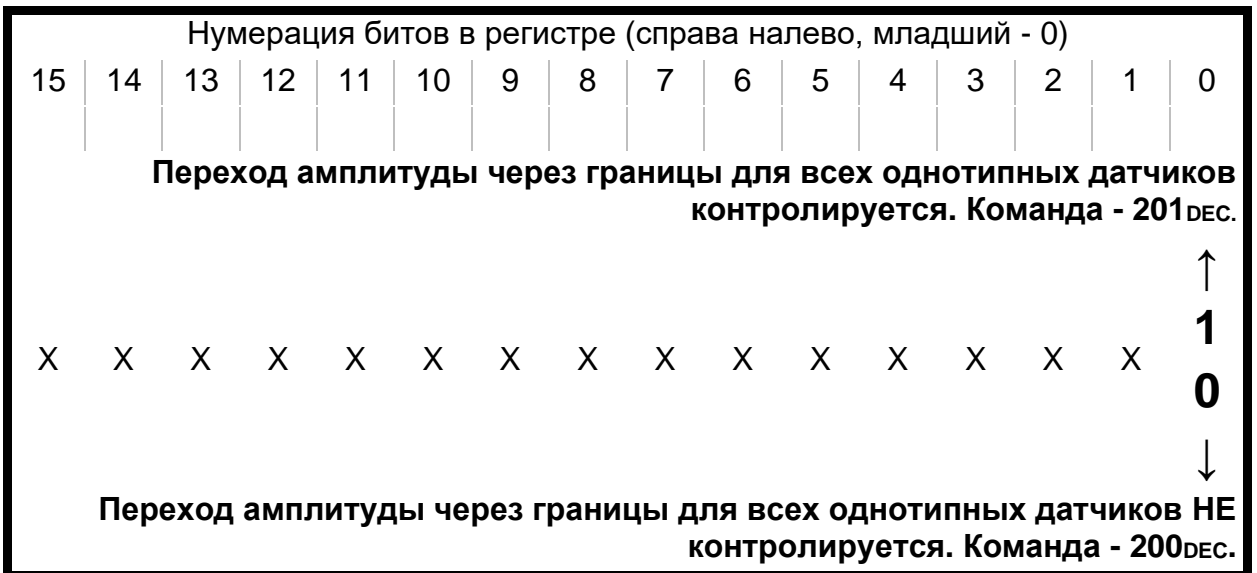 Нумерация битов в регистре (справа налево, младший - 0)
15 14 13 12 11 10 9 8 7 6 5 4 3 2 1 0
Переход амплитуды через границы для всех однотипных датчиков
контролируется. Команда - 201DEC.
↑
1
X X X X X X X X X X X X X X X
0
↓
Переход амплитуды через границы для всех однотипных датчиков НЕ
контролируется. Команда - 200DEC.